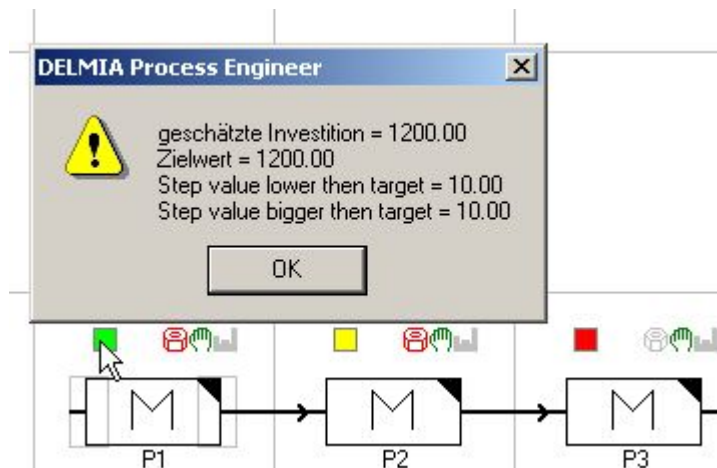 DELMIA Process Engineer
geschätzte Investition = 1200.00
Zielwert = 1200.00
Step value lower then target = 10.00
Step value bigger then target = 10.00
OK
M M M
P1 P2 P3